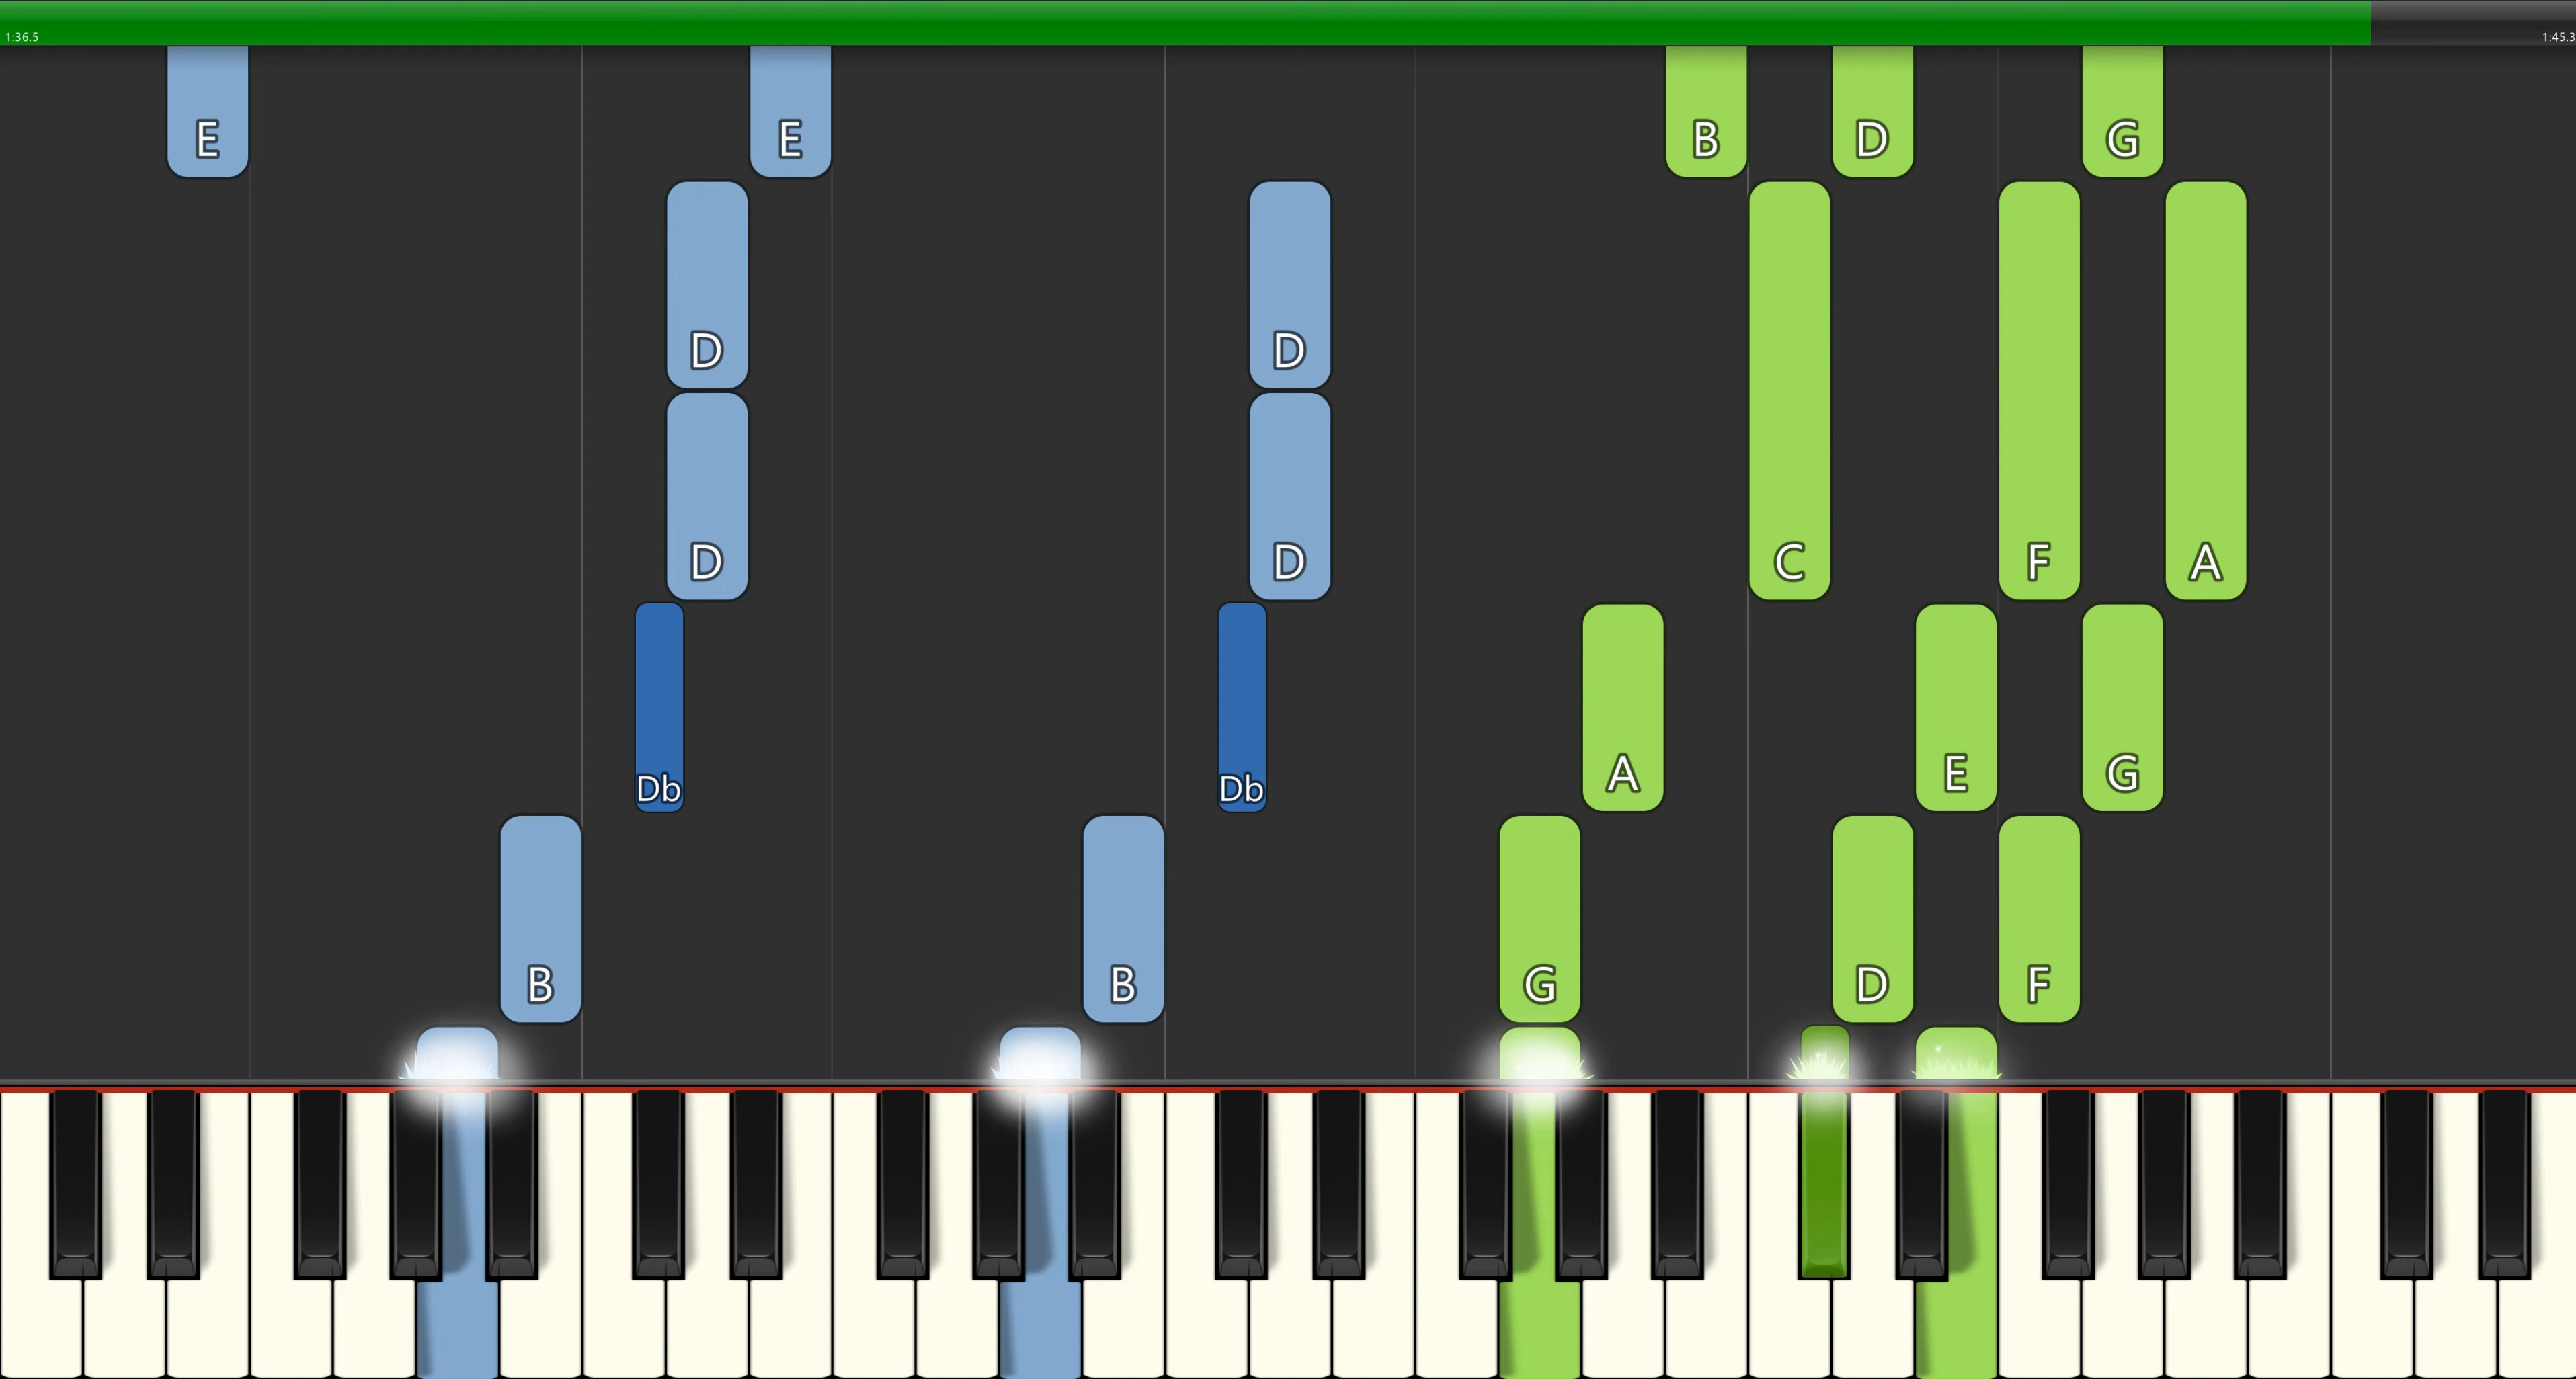 1:36.5 1:45.3
E E B D G
D D
D D C F A
A E G
Db Db
B B G D F